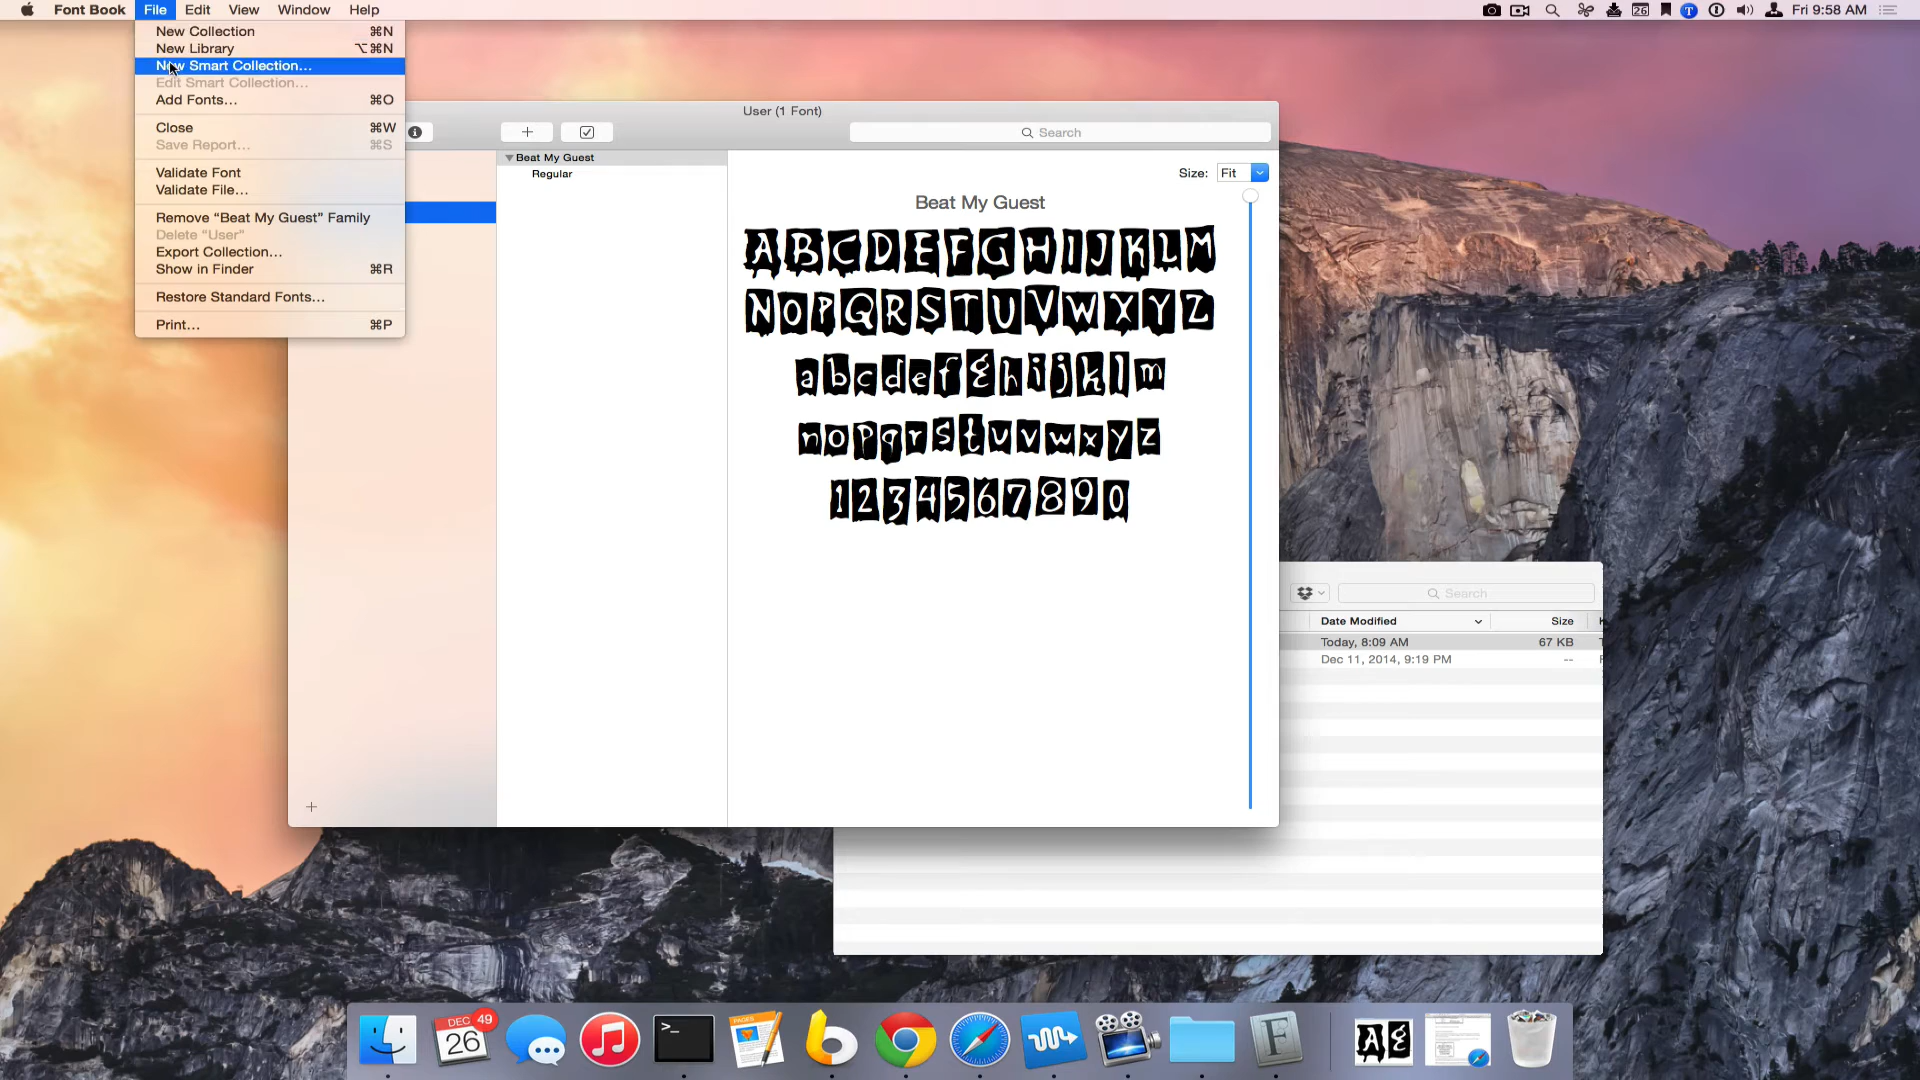 Font Book File Edit View Window Help
26 Fri 9:58 AM
New Collection ⌘N
New Library ⌥⌘N
New Smart Collection...
Edit Smart Collection...
Add Fonts... ⌘O
Close ⌘W
Save Report... ⌘S
Validate Font
Validate File...
Remove “Beat My Guest” Family
Delete “User”
Export Collection...
Show in Finder ⌘R
Restore Standard Fonts...
Print... ⌘P
User (1 Font)
Search
Beat My Guest
Regular
Size: Fit
Beat My Guest
ABCDEFGHIJKLM
NOPQRSTUVWXYZ
abcdefghijklm
nopqrstuvwxyz
1234567890
Search
Date Modified Size
Today, 8:09 AM 67 KB
Dec 11, 2014, 9:19 PM --
DEC 49
26
PAGES